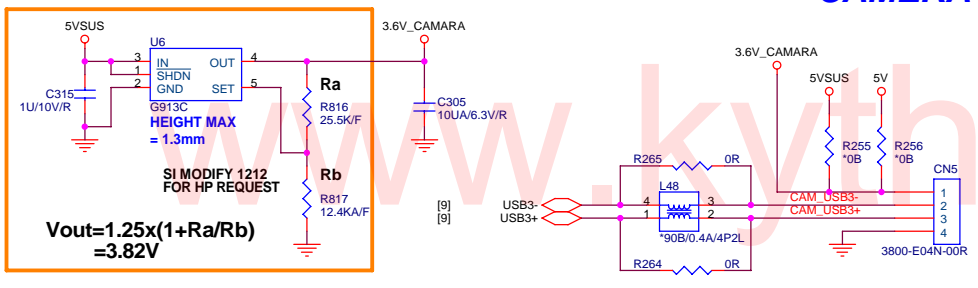 CAMERA
5VSUS
3.6V_CAMARA
U6
3 IN OUT 4
1 SHDN
2 GND SET 5
G913C
HEIGHT MAX
= 1.3mm
C315
1U/10V/R
Ra
R816
25.5K/F
C305
10UA/6.3V/R
SI MODIFY 1212
FOR HP REQUEST
Rb
R817
12.4KA/F
Vout=1.25x(1+Ra/Rb)
=3.82V
3.6V_CAMARA
5VSUS 5V
R255
*0B
R256
*0B
R265 0R
L48
[9] USB3- 4 3 CAM_USB3-
[9] USB3+ 1 2 CAM_USB3+
*90B/0.4A/4P2L
R264 0R
CN5
1
2
3
4
3800-E04N-00R
www.kyth